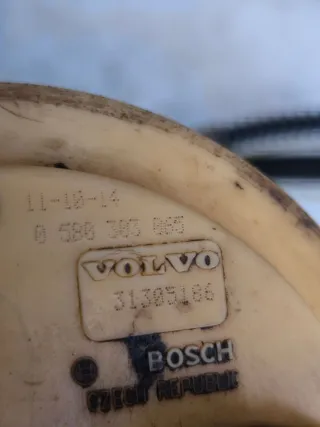 11-10-14
0 580 303 065
VOLVO
31305186
BOSCH
CZECH REPUBLIC